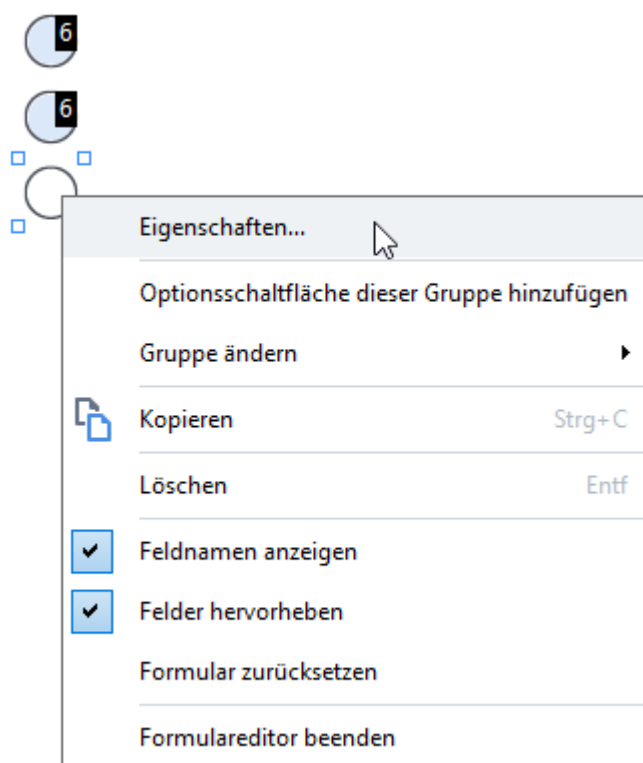 6
6
Eigenschaften...
Optionsschaltfläche dieser Gruppe hinzufügen
Gruppe ändern
Kopieren Strg+C
Löschen Entf
Feldnamen anzeigen
Felder hervorheben
Formular zurücksetzen
Formulareditor beenden